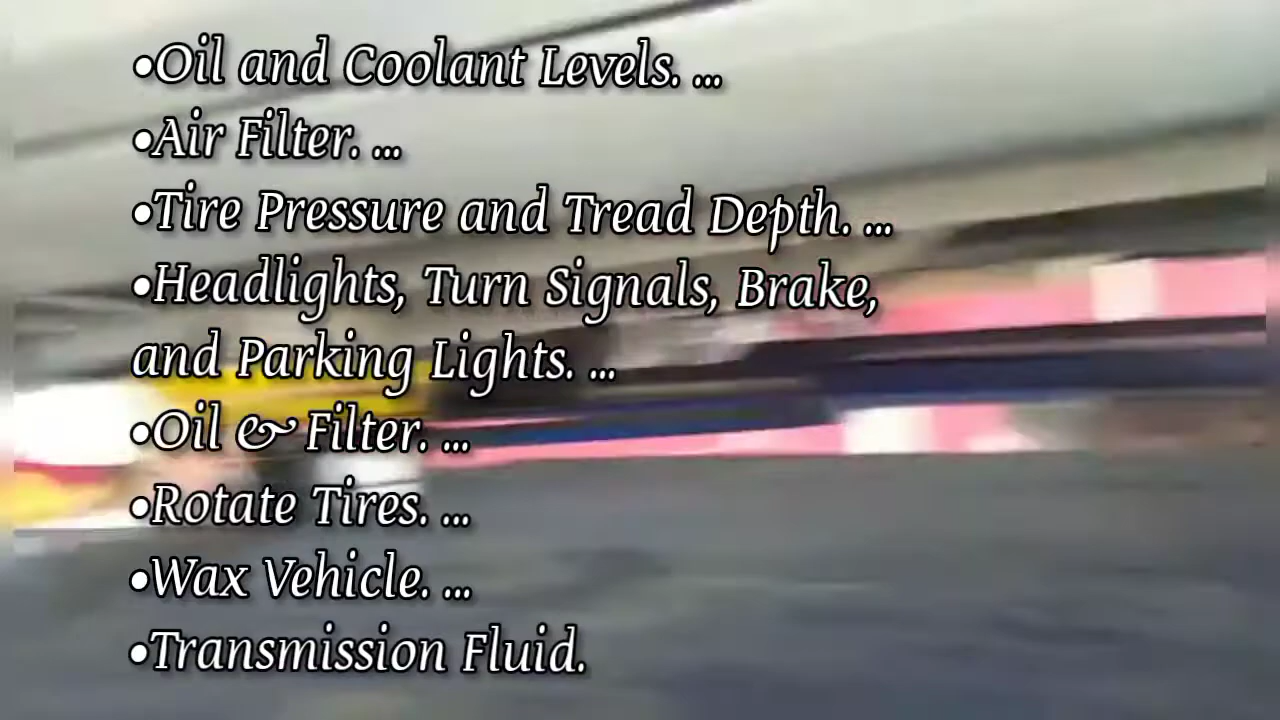 •Oil and Coolant Levels. ...
•Air Filter. ...
•Tire Pressure and Tread Depth. ...
•Headlights, Turn Signals, Brake,
and Parking Lights. ...
•Oil & Filter. ...
•Rotate Tires. ...
•Wax Vehicle. ...
•Transmission Fluid.